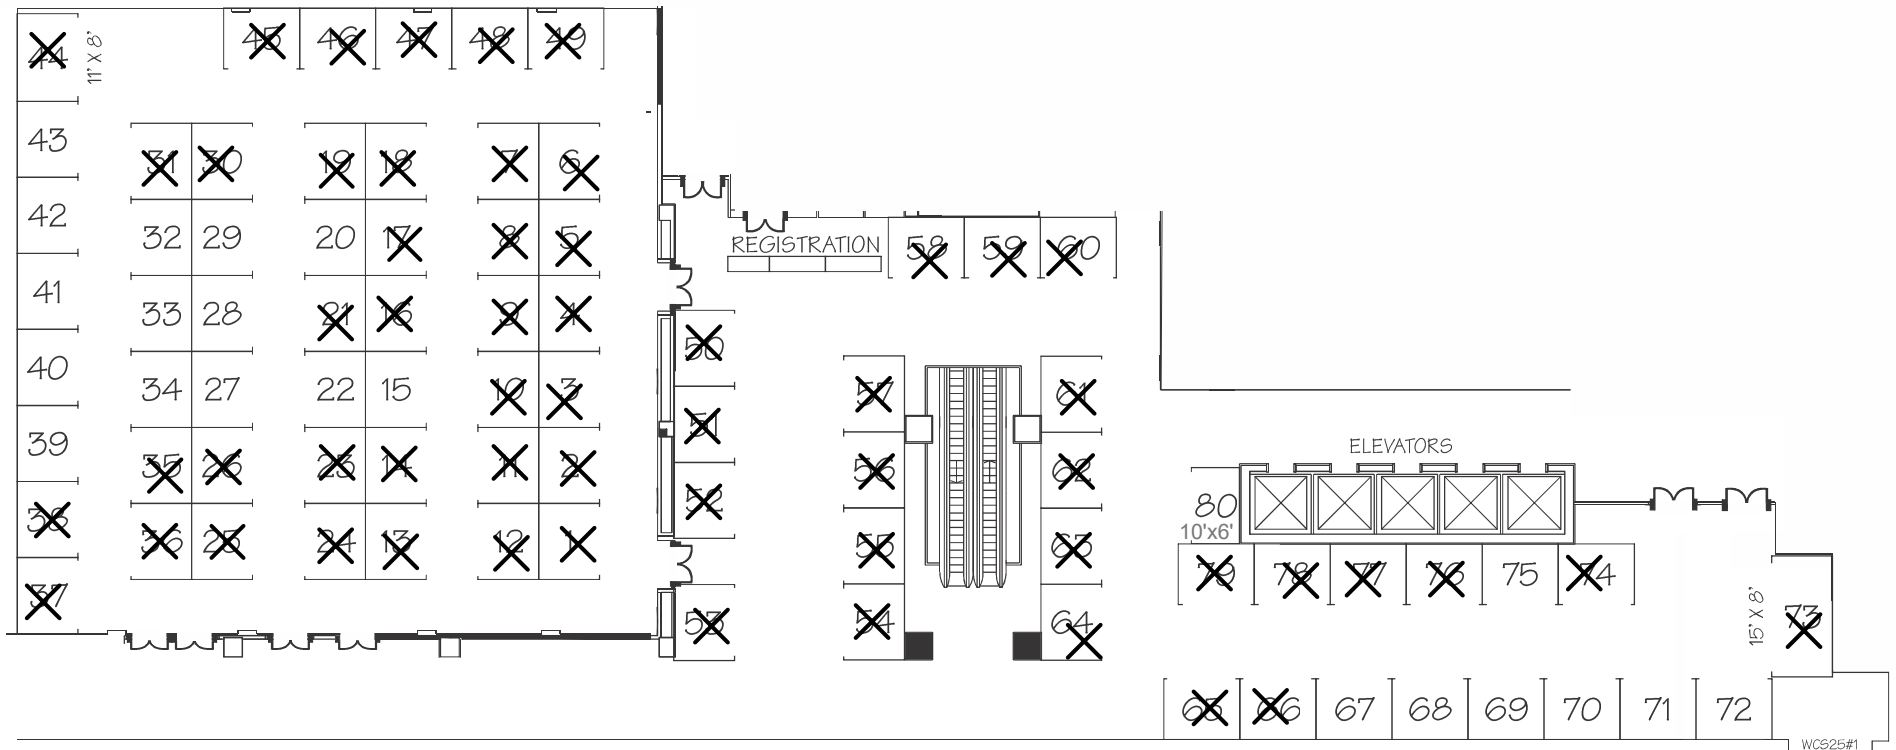 45 46 47 48 49
44 11' X 8'
43
31 30 19 18 7 6
42
32 29 20 17 8 5
REGISTRATION 58 59 60
41
33 28 21 16 9 4
50
40
34 27 22 15 10 3
57 61
51
39
35 26 23 14 11 2
56 62
ELEVATORS
52
80
10'x6'
38
36 25 24 13 12 1
55 63
79 78 77 76 75 74
37
53 54 64
15' X 8' 73
65 66 67 68 69 70 71 72
WCS25#1